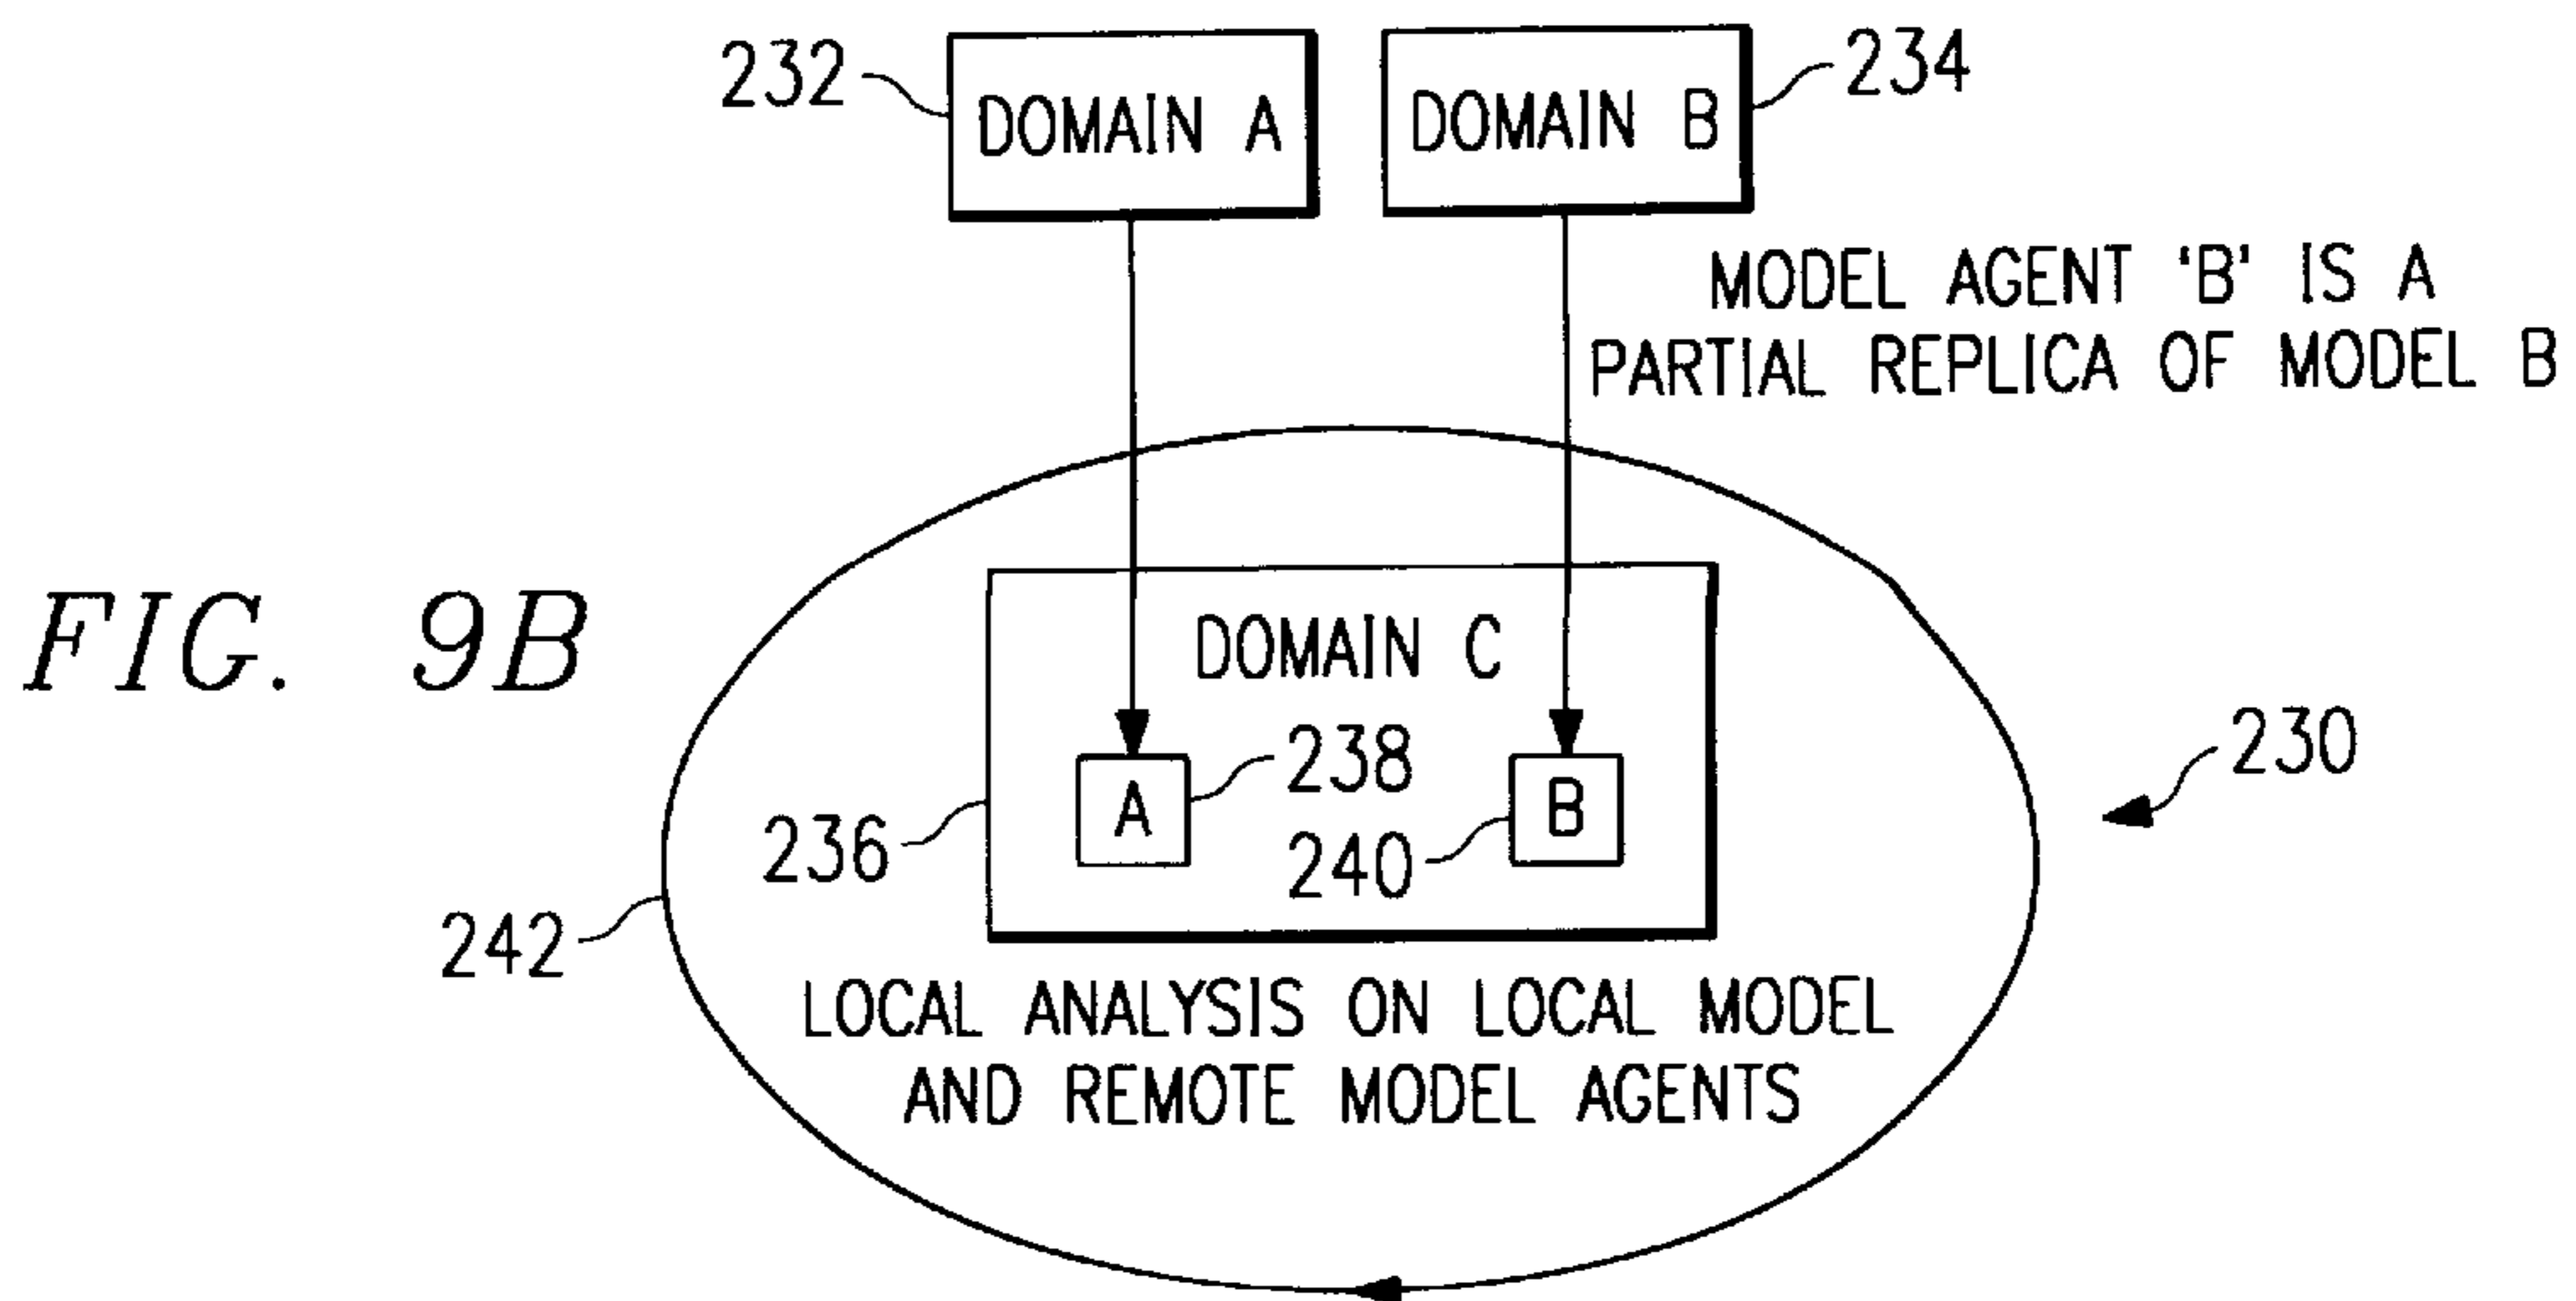 232
DOMAIN A
DOMAIN B
234
MODEL AGENT 'B' IS A
PARTIAL REPLICA OF MODEL B
FIG. 9B
DOMAIN C
230
A
238
236
240
B
242
LOCAL ANALYSIS ON LOCAL MODEL
AND REMOTE MODEL AGENTS